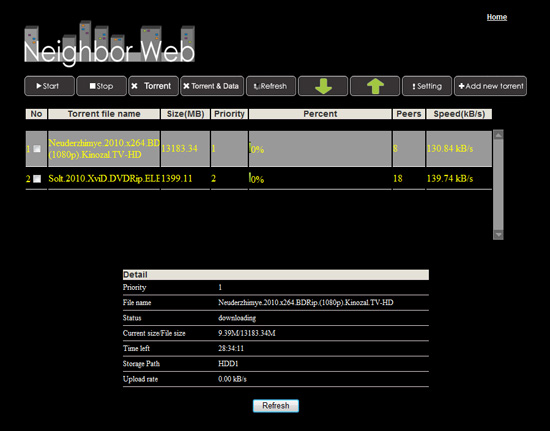 Home
Neighbor Web
Start Stop Torrent Torrent & Data Refresh Setting Add new torrent
No Torrent file name Size(MB) Priority Percent Peers Speed(kB/s)
1 Neuderzhimye.2010.x264.BD 13183.34 1 0% 8 130.84 kB/s
(1080p).Kinozal.TV-HD
2 Solt.2010.XviD.DVDRip.ELE 1399.11 2 0% 18 139.74 kB/s
Detail
Priority 1
File name Neuderzhimye.2010.x264.BDRip.(1080p).Kinozal.TV-HD
Status downloading
Current size/File size 9.39M/13183.34M
Time left 28:34:11
Storage Path HDD1
Upload rate 0.00 kB/s
Refresh